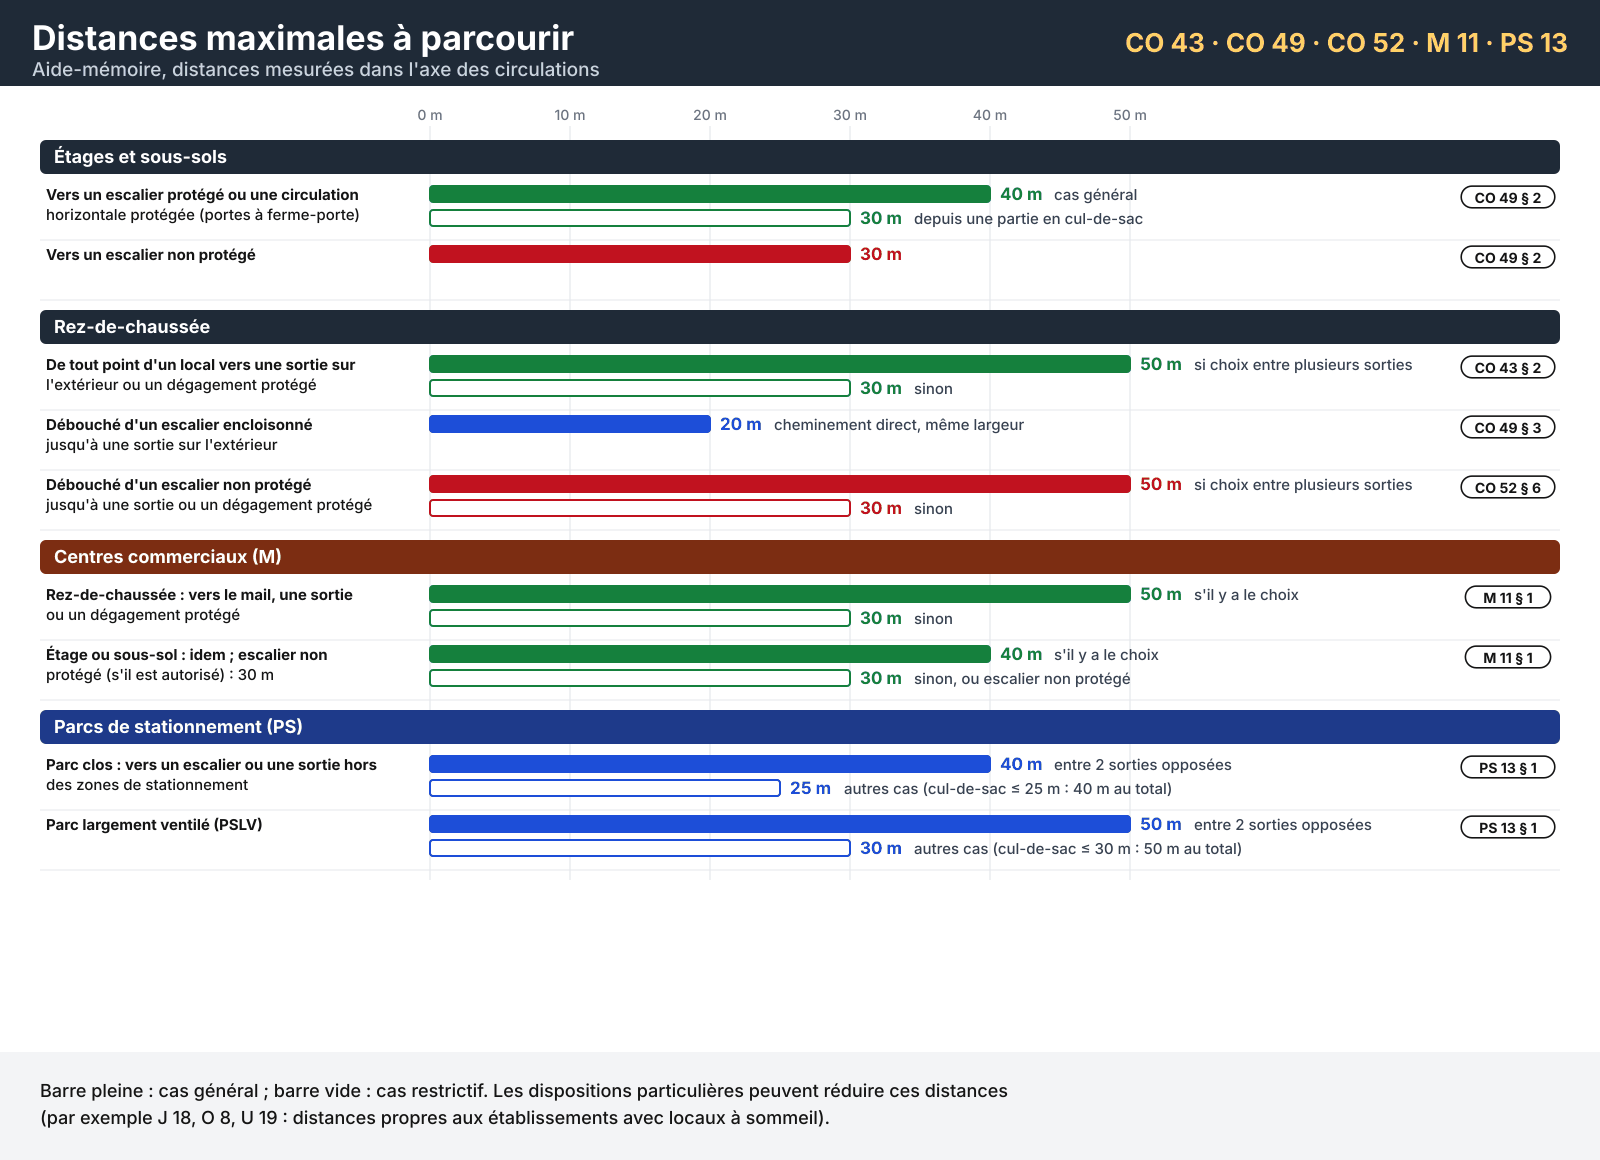 Distances maximales à parcourir
CO 43 · CO 49 · CO 52 · M 11 · PS 13
Aide-mémoire, distances mesurées dans l'axe des circulations
0 m 10 m 20 m 30 m 40 m 50 m
Étages et sous-sols
Vers un escalier protégé ou une circulation
horizontale protégée (portes à ferme-porte)
40 m cas général
30 m depuis une partie en cul-de-sac
CO 49 § 2
Vers un escalier non protégé
30 m
CO 49 § 2
Rez-de-chaussée
De tout point d'un local vers une sortie sur
l'extérieur ou un dégagement protégé
50 m si choix entre plusieurs sorties
30 m sinon
CO 43 § 2
Débouché d'un escalier encloisonné
jusqu'à une sortie sur l'extérieur
20 m cheminement direct, même largeur
CO 49 § 3
Débouché d'un escalier non protégé
jusqu'à une sortie ou un dégagement protégé
50 m si choix entre plusieurs sorties
30 m sinon
CO 52 § 6
Centres commerciaux (M)
Rez-de-chaussée : vers le mail, une sortie
ou un dégagement protégé
50 m s'il y a le choix
30 m sinon
M 11 § 1
Étage ou sous-sol : idem ; escalier non
protégé (s'il est autorisé) : 30 m
40 m s'il y a le choix
30 m sinon, ou escalier non protégé
M 11 § 1
Parcs de stationnement (PS)
Parc clos : vers un escalier ou une sortie hors
des zones de stationnement
40 m entre 2 sorties opposées
25 m autres cas (cul-de-sac ≤ 25 m : 40 m au total)
PS 13 § 1
Parc largement ventilé (PSLV)
50 m entre 2 sorties opposées
30 m autres cas (cul-de-sac ≤ 30 m : 50 m au total)
PS 13 § 1
Barre pleine : cas général ; barre vide : cas restrictif. Les dispositions particulières peuvent réduire ces distances
(par exemple J 18, O 8, U 19 : distances propres aux établissements avec locaux à sommeil).